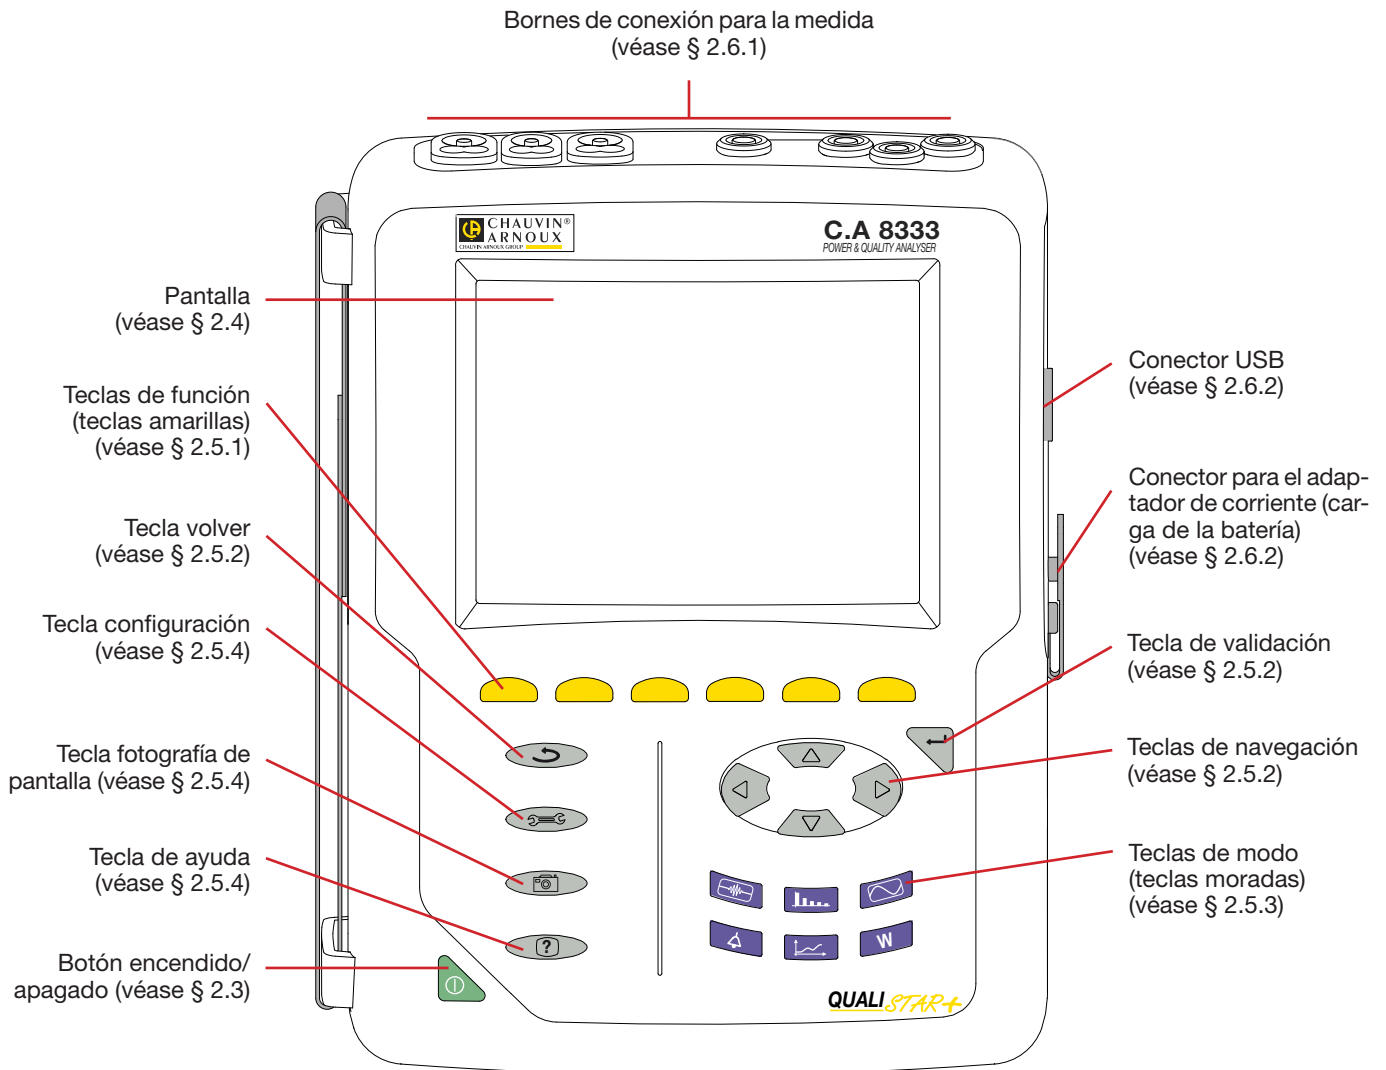 Bornes de conexión para la medida
(véase § 2.6.1)
CHAUVIN®
ARNOUX
CHAUVIN ARNOUX GROUP
C.A 8333
POWER & QUALITY ANALYSER
Pantalla
(véase § 2.4)
Teclas de función
(teclas amarillas)
(véase § 2.5.1)
Tecla volver
(véase § 2.5.2)
Tecla configuración
(véase § 2.5.4)
Tecla fotografía de
pantalla (véase § 2.5.4)
Tecla de ayuda
(véase § 2.5.4)
Botón encendido/
apagado (véase § 2.3)
Conector USB
(véase § 2.6.2)
Conector para el adap-
tador de corriente (car-
ga de la batería)
(véase § 2.6.2)
Tecla de validación
(véase § 2.5.2)
Teclas de navegación
(véase § 2.5.2)
Teclas de modo
(teclas moradas)
(véase § 2.5.3)
?
W
QUALISTAR+